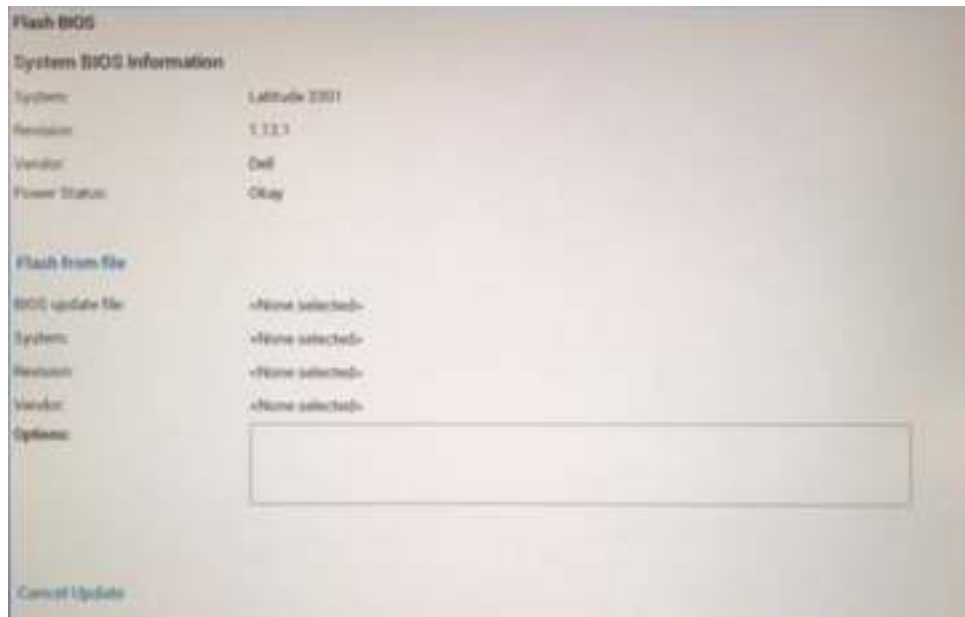 Flash BIOS
System BIOS Information
System: Latitude 3301
Revision: 1.13.1
Vendor: Dell
Power Status: Okay
Flash from file
BIOS update file: <None selected>
System: <None selected>
Revision: <None selected>
Vendor: <None selected>
Options:
Cancel Update